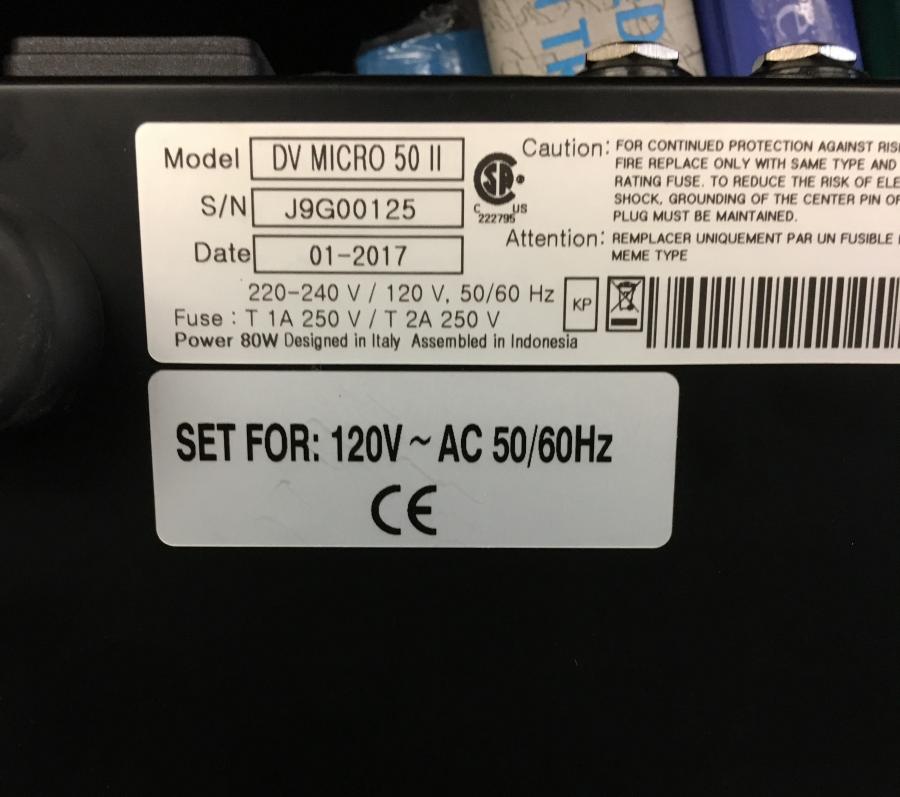 Model DV MICRO 50 II
S/N J9G00125
Date 01-2017
220-240 V / 120 V, 50/60 Hz
Fuse : T 1A 250 V / T 2A 250 V
Power 80W Designed in Italy Assembled in Indonesia
C US
222795
KP
Caution: FOR CONTINUED PROTECTION AGAINST
FIRE REPLACE ONLY WITH SAME TYPE AND
RATING FUSE. TO REDUCE THE RISK OF
SHOCK, GROUNDING OF THE CENTER PIN
PLUG MUST BE MAINTAINED.
Attention: REMPLACER UNIQUEMENT PAR UN FUSIBLE
MEME TYPE
SET FOR: 120V ~ AC 50/60Hz
CE